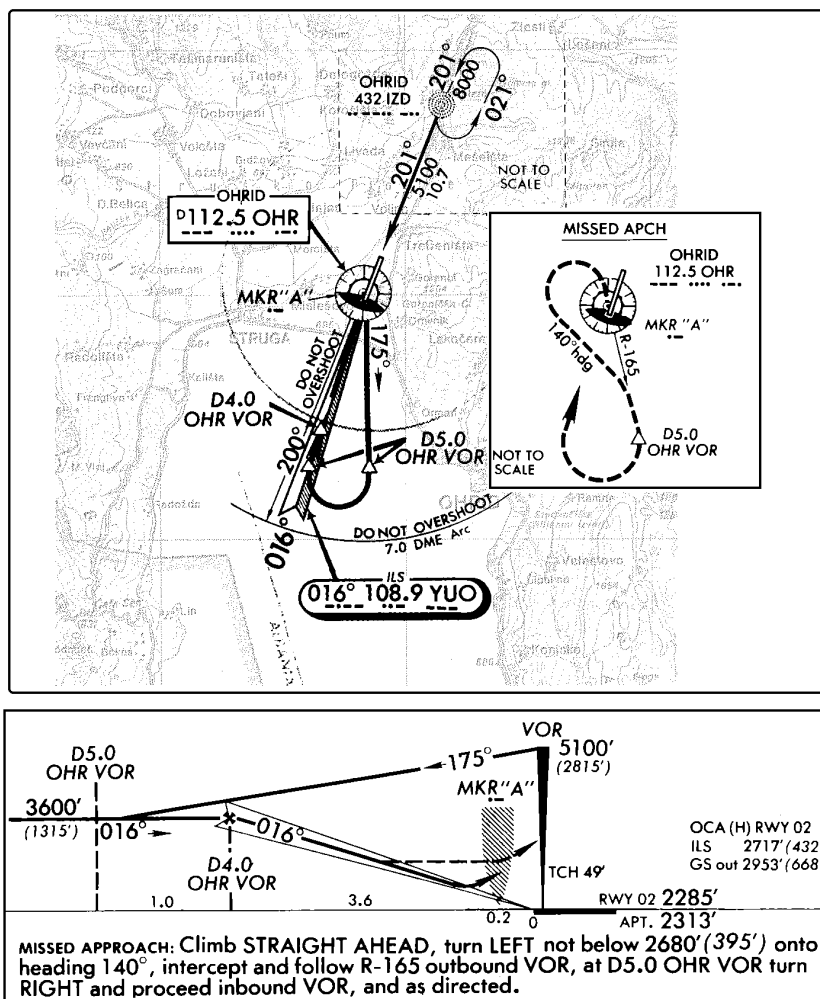 OHRID
432 IZD
201°
8000
021°
201°
5100
10.7
NOT TO
SCALE
OHRID
D112.5 OHR
MKR"A"
STRUGA
175°
DO NOT
OVERSHOOT
D4.0
OHR VOR
200°
D5.0
OHR VOR
016°
DO NOT OVERSHOOT
7.0 DME Arc
ILS
016° 108.9 YUO
ALBANIA
MISSED APCH
OHRID
112.5 OHR
MKR "A"
140°hdg
R-165
D5.0
OHR VOR
NOT TO
SCALE
VOR
D5.0
OHR VOR
175°
5100'
(2815')
MKR"A"
3600'
(1315')
016°
016°
D4.0
OHR VOR
TCH 49'
OCA (H) RWY 02
ILS 2717'(432
GS out 2953'(668
1.0
3.6
0.2
0
RWY 02 2285'
APT. 2313'
MISSED APPROACH: Climb STRAIGHT AHEAD, turn LEFT not below 2680'(395') onto
heading 140°, intercept and follow R-165 outbound VOR, at D5.0 OHR VOR turn
RIGHT and proceed inbound VOR, and as directed.